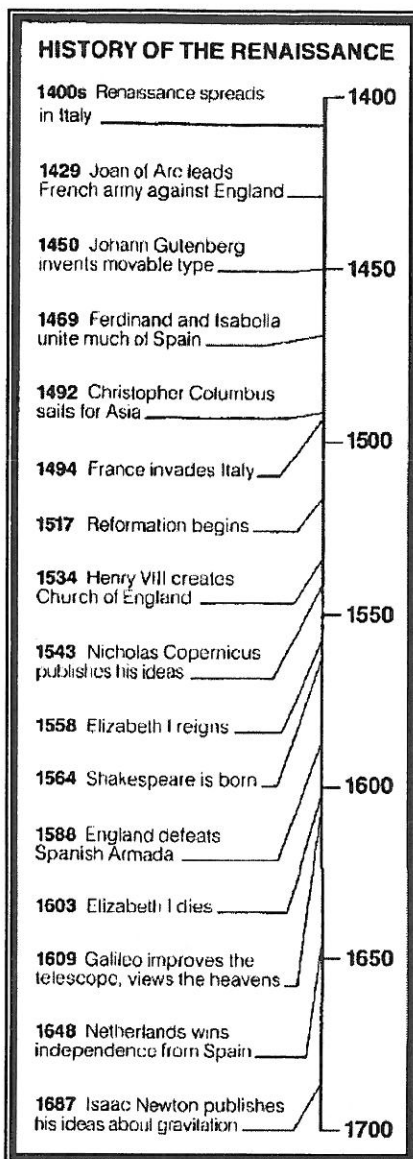 HISTORY OF THE RENAISSANCE
1400s Renaissance spreads
in Italy
1400
1429 Joan of Arc leads
French army against England
1450 Johann Gutenberg
invents movable type
1450
1469 Ferdinand and Isabella
unite much of Spain
1492 Christopher Columbus
sails for Asia
1500
1494 France invades Italy
1517 Reformation begins
1534 Henry VIII creates
Church of England
1550
1543 Nicholas Copernicus
publishes his ideas
1558 Elizabeth I reigns
1564 Shakespeare is born
1600
1588 England defeats
Spanish Armada
1603 Elizabeth I dies
1609 Galileo improves the
telescope, views the heavens
1650
1648 Netherlands wins
independence from Spain
1687 Isaac Newton publishes
his ideas about gravitation
1700